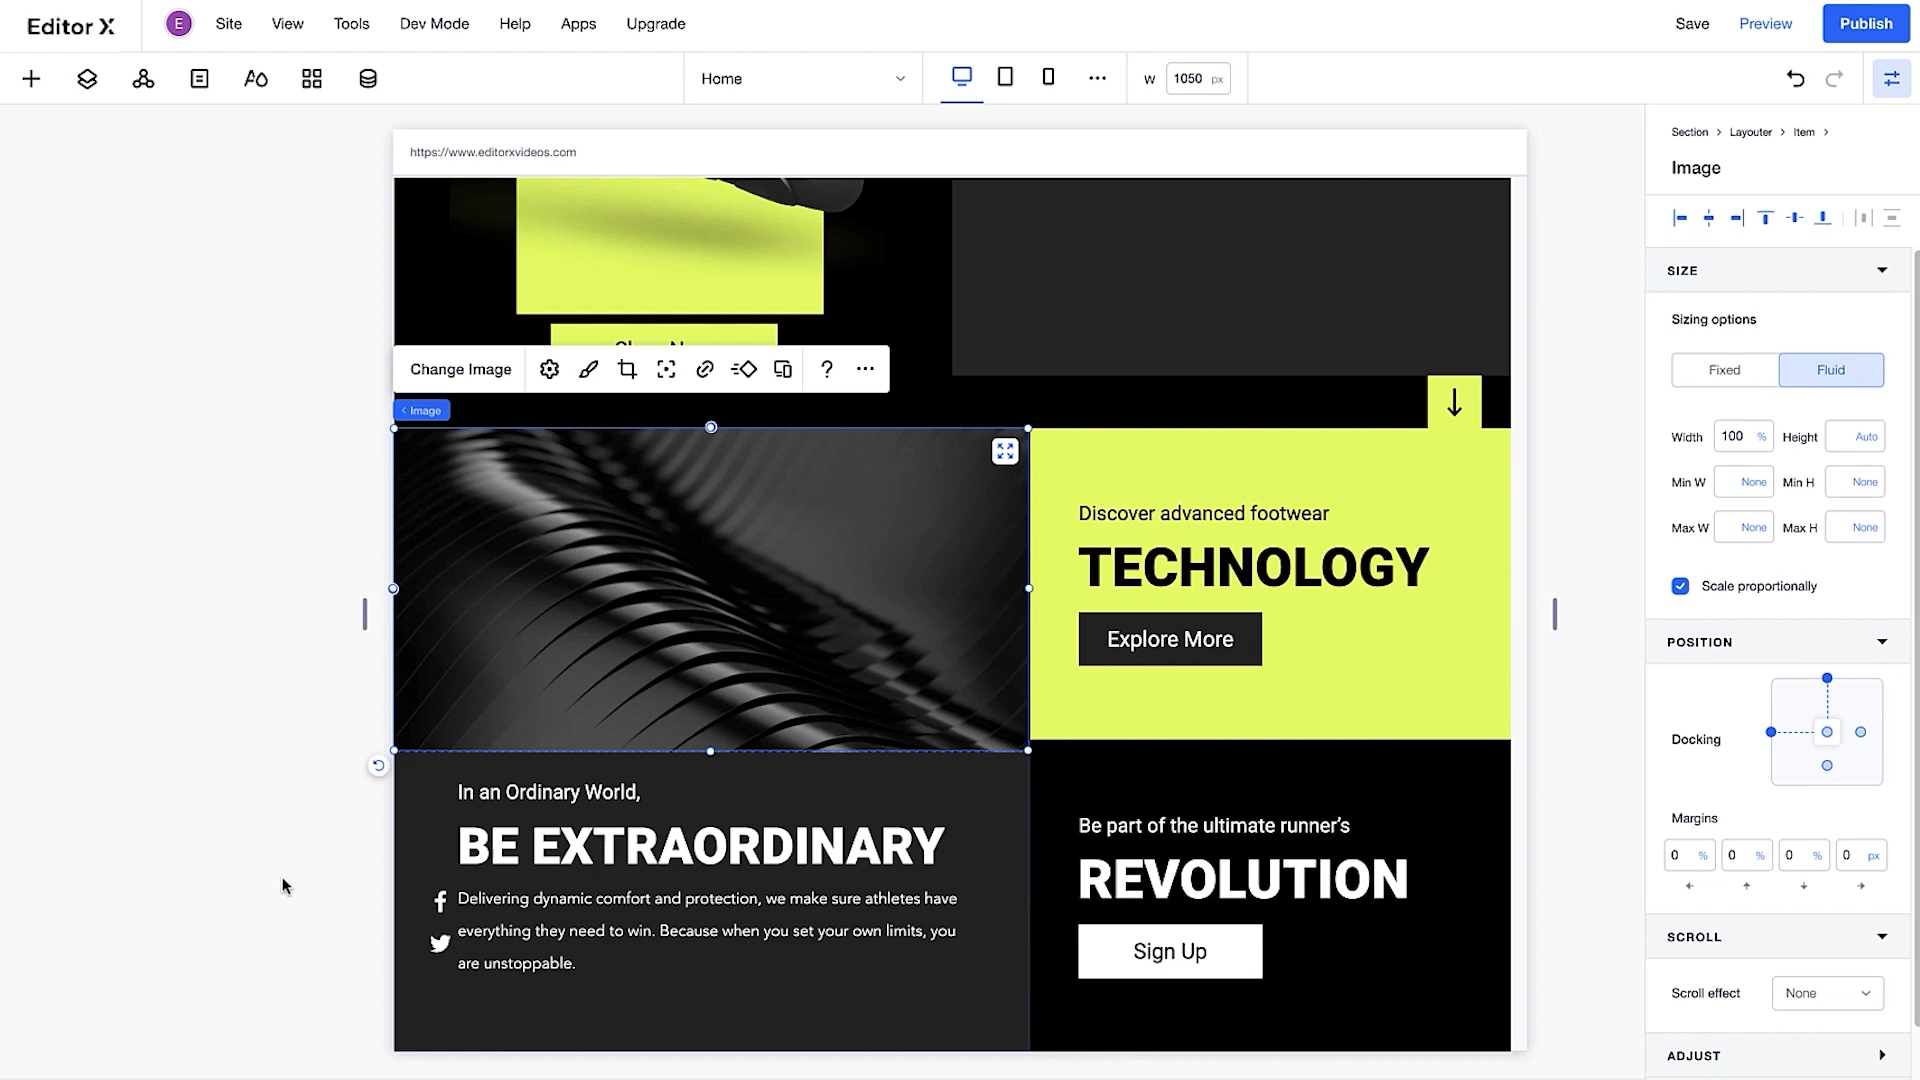 Editor X
E
Site
View
Tools
Dev Mode
Help
Apps
Upgrade
Save
Preview
Publish
Home
W 1050 px
https://www.editorxvideos.com
Change Image
?
Image
Discover advanced footwear
TECHNOLOGY
Explore More
In an Ordinary World,
BE EXTRAORDINARY
Delivering dynamic comfort and protection, we make sure athletes have
everything they need to win. Because when you set your own limits, you
are unstoppable.
Be part of the ultimate runner's
REVOLUTION
Sign Up
Section > Layouter > Item >
Image
SIZE
Sizing options
Fixed Fluid
Width 100 % Height Auto
Min W None Min H None
Max W None Max H None
Scale proportionally
POSITION
Docking
Margins
0 % 0 % 0 % 0 px
SCROLL
Scroll effect None
ADJUST